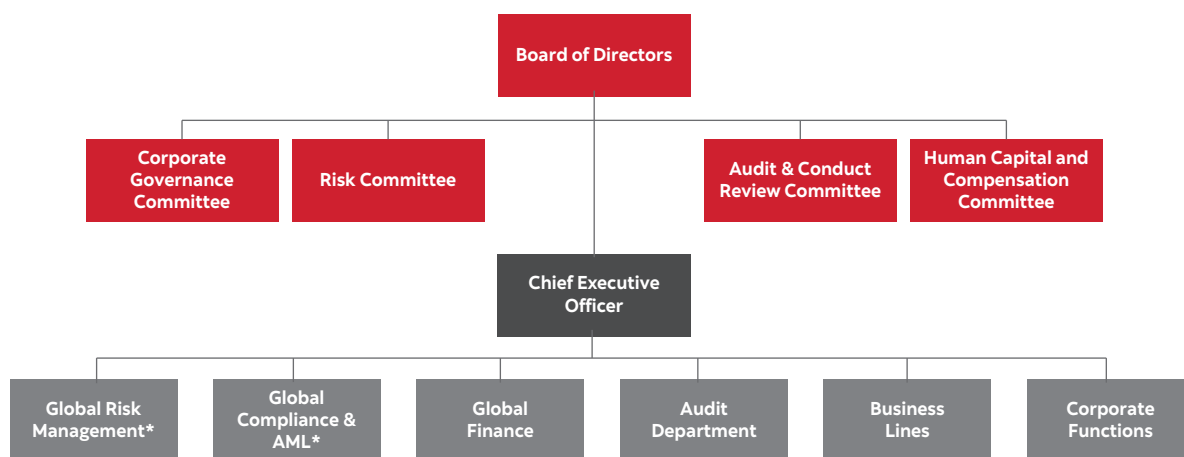 Board of Directors
Corporate
Governance
Committee
Risk Committee
Audit & Conduct
Review Committee
Human Capital and
Compensation
Committee
Chief Executive
Officer
Global Risk
Management*
Global
Compliance &
AML*
Global
Finance
Audit
Department
Business
Lines
Corporate
Functions